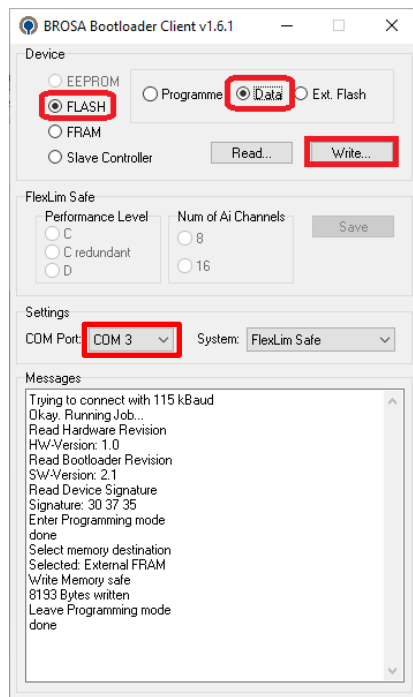 BROSA Bootloader Client v1.6.1
Device
EEPROM
FLASH
FRAM
Slave Controller
Programme Data Ext. Flash
Read... Write...
FlexLim Safe
Performance Level
C
C redundant
D
Num of Ai Channels
8
16
Save
Settings
COM Port: COM 3 System: FlexLim Safe
Messages
Trying to connect with 115 kBaud
Okay. Running Job...
Read Hardware Revision
HW-Version: 1.0
Read Bootloader Revision
SW-Version: 2.1
Read Device Signature
Signature: 30 37 35
Enter Programming mode
done
Select memory destination
Selected: External FRAM
Write Memory safe
8193 Bytes written
Leave Programming mode
done